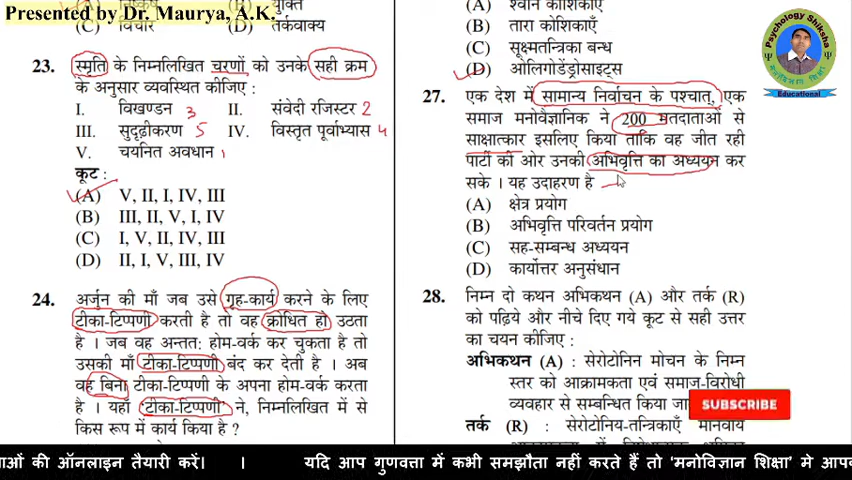 Presented by Dr. Maurya, A.K.
(C) विचार (D) तर्कवाक्य
23. स्मृति के निम्नलिखित चरणों को उनके सही क्रम
के अनुसार व्यवस्थित कीजिए :
I. विखण्डन 3 II. संवेदी रजिस्टर 2
III. सुदृढ़ीकरण 5 IV. विस्तृत पूर्वाभ्यास 4
V. चयनित अवधान 1
कूट :
(A) V, II, I, IV, III
(B) III, II, V, I, IV
(C) I, V, II, IV, III
(D) II, I, V, III, IV
24. अर्जुन की माँ जब उसे गृह-कार्य करने के लिए
टीका-टिप्पणी करती है तो वह क्रोधित हो उठता
है । जब वह अन्ततः होम-वर्क कर चुकता है तो
उसकी माँ टीका-टिप्पणी बंद कर देती है । अब
वह बिना टीका-टिप्पणी के अपना होम-वर्क करता
है । यहाँ 'टीका-टिप्पणी' ने, निम्नलिखित में से
किस रूप में कार्य किया है ?
(A) श्वान कोशिकाएँ
(B) तारा कोशिकाएँ
(C) सूक्ष्मतन्त्रिका बन्ध
(D) ओलिगोडेंड्रोसाइट्स
27. एक देश में सामान्य निर्वाचन के पश्चात्, एक
समाज मनोवैज्ञानिक ने 200 मतदाताओं से
साक्षात्कार इसलिए किया ताकि वह जीत रही
पार्टी की ओर उनकी अभिवृत्ति का अध्ययन कर
सके । यह उदाहरण है
(A) क्षेत्र प्रयोग
(B) अभिवृत्ति परिवर्तन प्रयोग
(C) सह-सम्बन्ध अध्ययन
(D) कार्योत्तर अनुसंधान
28. निम्न दो कथन अभिकथन (A) और तर्क (R)
को पढ़िये और नीचे दिए गये कूट से सही उत्तर
का चयन कीजिए :
अभिकथन (A) : सेरोटोनिन मोचन के निम्न
स्तर को आक्रामकता एवं समाज-विरोधी
व्यवहार से सम्बन्धित किया
तर्क (R) : सेरोटोनिय-तन्त्रिकाएँ
Psychology Shiksha
मनोविज्ञान शिक्षा
Educational
SUBSCRIBE
की ऑनलाइन तैयारी करें। । यदि आप गुणवत्ता में कभी समझौता नहीं करते हैं तो 'मनोविज्ञान शिक्षा' मे